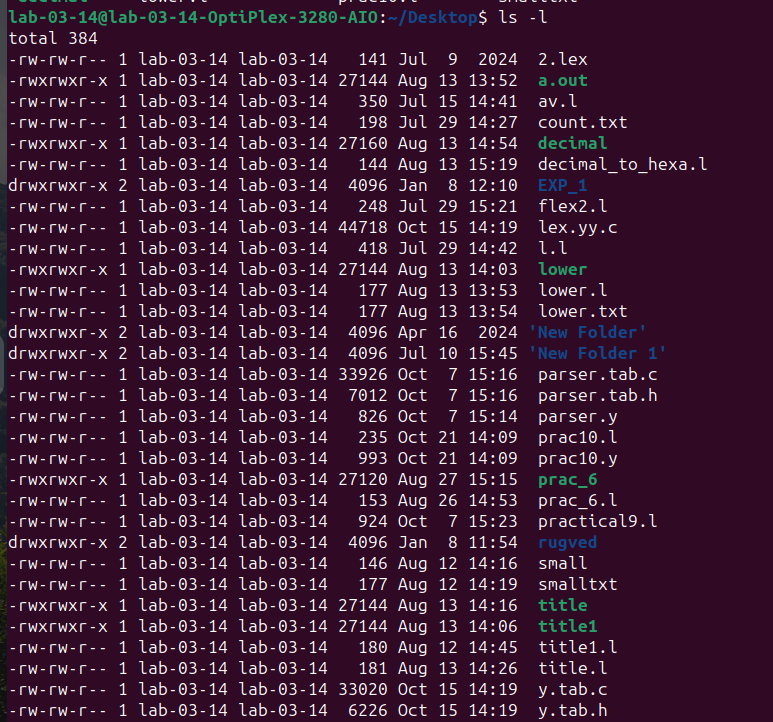 lower.l prac10.l smalltxt
lab-03-14@lab-03-14-OptiPlex-3280-AIO:~/Desktop$ ls -l
total 384
-rw-rw-r-- 1 lab-03-14 lab-03-14   141 Jul  9  2024  2.lex
-rwxrwxr-x 1 lab-03-14 lab-03-14 27144 Aug 13 13:52  a.out
-rw-rw-r-- 1 lab-03-14 lab-03-14   350 Jul 15 14:41  av.l
-rw-rw-r-- 1 lab-03-14 lab-03-14   198 Jul 29 14:27  count.txt
-rwxrwxr-x 1 lab-03-14 lab-03-14 27160 Aug 13 14:54  decimal
-rw-rw-r-- 1 lab-03-14 lab-03-14   144 Aug 13 15:19  decimal_to_hexa.l
drwxrwxr-x 2 lab-03-14 lab-03-14  4096 Jan  8 12:10  EXP_1
-rw-rw-r-- 1 lab-03-14 lab-03-14   248 Jul 29 15:21  flex2.l
-rw-rw-r-- 1 lab-03-14 lab-03-14 44718 Oct 15 14:19  lex.yy.c
-rw-rw-r-- 1 lab-03-14 lab-03-14   418 Jul 29 14:42  l.l
-rwxrwxr-x 1 lab-03-14 lab-03-14 27144 Aug 13 14:03  lower
-rw-rw-r-- 1 lab-03-14 lab-03-14   177 Aug 13 13:53  lower.l
-rw-rw-r-- 1 lab-03-14 lab-03-14   177 Aug 13 13:54  lower.txt
drwxrwxr-x 2 lab-03-14 lab-03-14  4096 Apr 16  2024 'New Folder'
drwxrwxr-x 2 lab-03-14 lab-03-14  4096 Jul 10 15:45 'New Folder 1'
-rw-rw-r-- 1 lab-03-14 lab-03-14 33926 Oct  7 15:16  parser.tab.c
-rw-rw-r-- 1 lab-03-14 lab-03-14  7012 Oct  7 15:16  parser.tab.h
-rw-rw-r-- 1 lab-03-14 lab-03-14   826 Oct  7 15:14  parser.y
-rw-rw-r-- 1 lab-03-14 lab-03-14   235 Oct 21 14:09  prac10.l
-rw-rw-r-- 1 lab-03-14 lab-03-14   993 Oct 21 14:09  prac10.y
-rwxrwxr-x 1 lab-03-14 lab-03-14 27120 Aug 27 15:15  prac_6
-rw-rw-r-- 1 lab-03-14 lab-03-14   153 Aug 26 14:53  prac_6.l
-rw-rw-r-- 1 lab-03-14 lab-03-14   924 Oct  7 15:23  practical9.l
drwxrwxr-x 2 lab-03-14 lab-03-14  4096 Jan  8 11:54  rugved
-rw-rw-r-- 1 lab-03-14 lab-03-14   146 Aug 12 14:16  small
-rw-rw-r-- 1 lab-03-14 lab-03-14   177 Aug 12 14:19  smalltxt
-rwxrwxr-x 1 lab-03-14 lab-03-14 27144 Aug 13 14:16  title
-rwxrwxr-x 1 lab-03-14 lab-03-14 27144 Aug 13 14:06  title1
-rw-rw-r-- 1 lab-03-14 lab-03-14   180 Aug 12 14:45  title1.l
-rw-rw-r-- 1 lab-03-14 lab-03-14   181 Aug 13 14:26  title.l
-rw-rw-r-- 1 lab-03-14 lab-03-14 33020 Oct 15 14:19  y.tab.c
-rw-rw-r-- 1 lab-03-14 lab-03-14  6226 Oct 15 14:19  y.tab.h